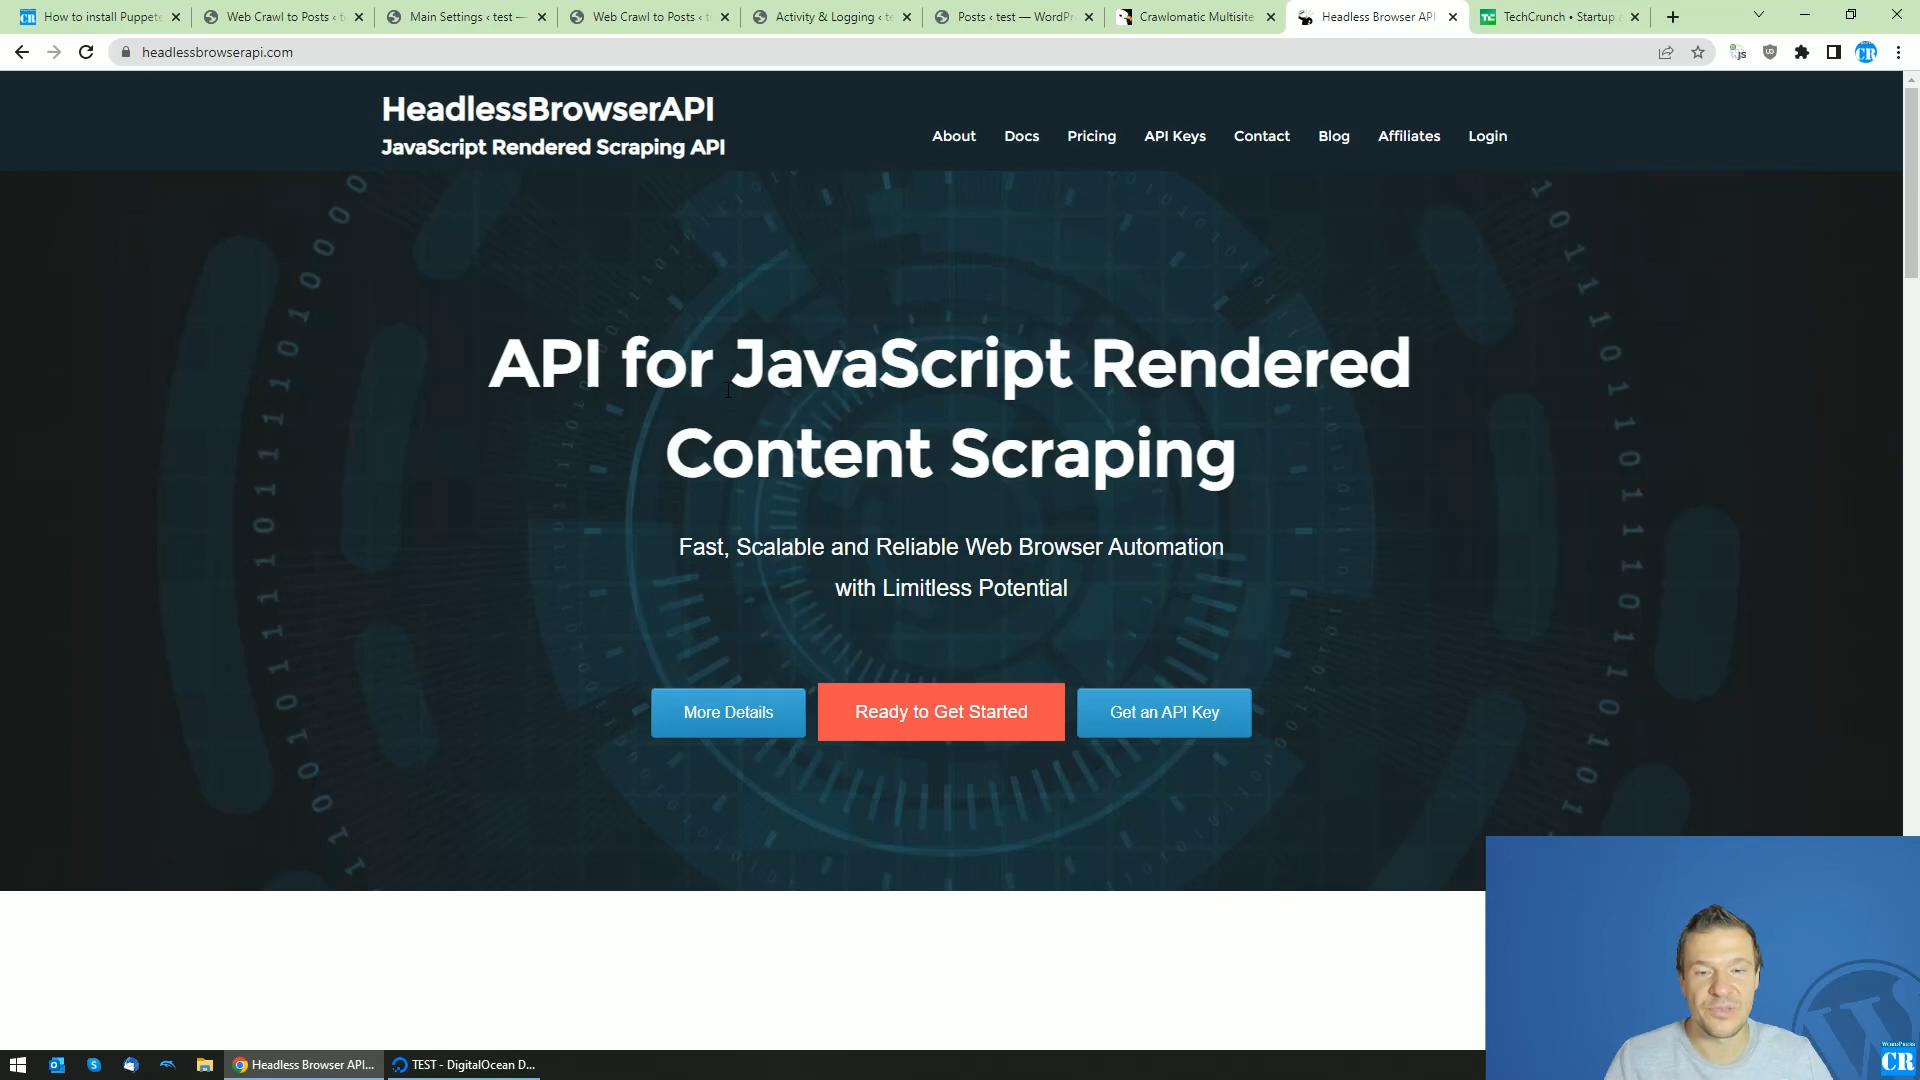 How to install Puppete
Web Crawl to Posts ‹ t
Main Settings ‹ test —
Web Crawl to Posts ‹ t
Activity & Logging ‹ te
Posts ‹ test — WordPr
Crawlomatic Multisite
Headless Browser API
TechCrunch • Startup
headlessbrowserapi.com
HeadlessBrowserAPI
JavaScript Rendered Scraping API
About
Docs
Pricing
API Keys
Contact
Blog
Affiliates
Login
API for JavaScript Rendered
Content Scraping
Fast, Scalable and Reliable Web Browser Automation
with Limitless Potential
More Details
Ready to Get Started
Get an API Key
Headless Browser API...
TEST - DigitalOcean D...
WORDPRESS
CR